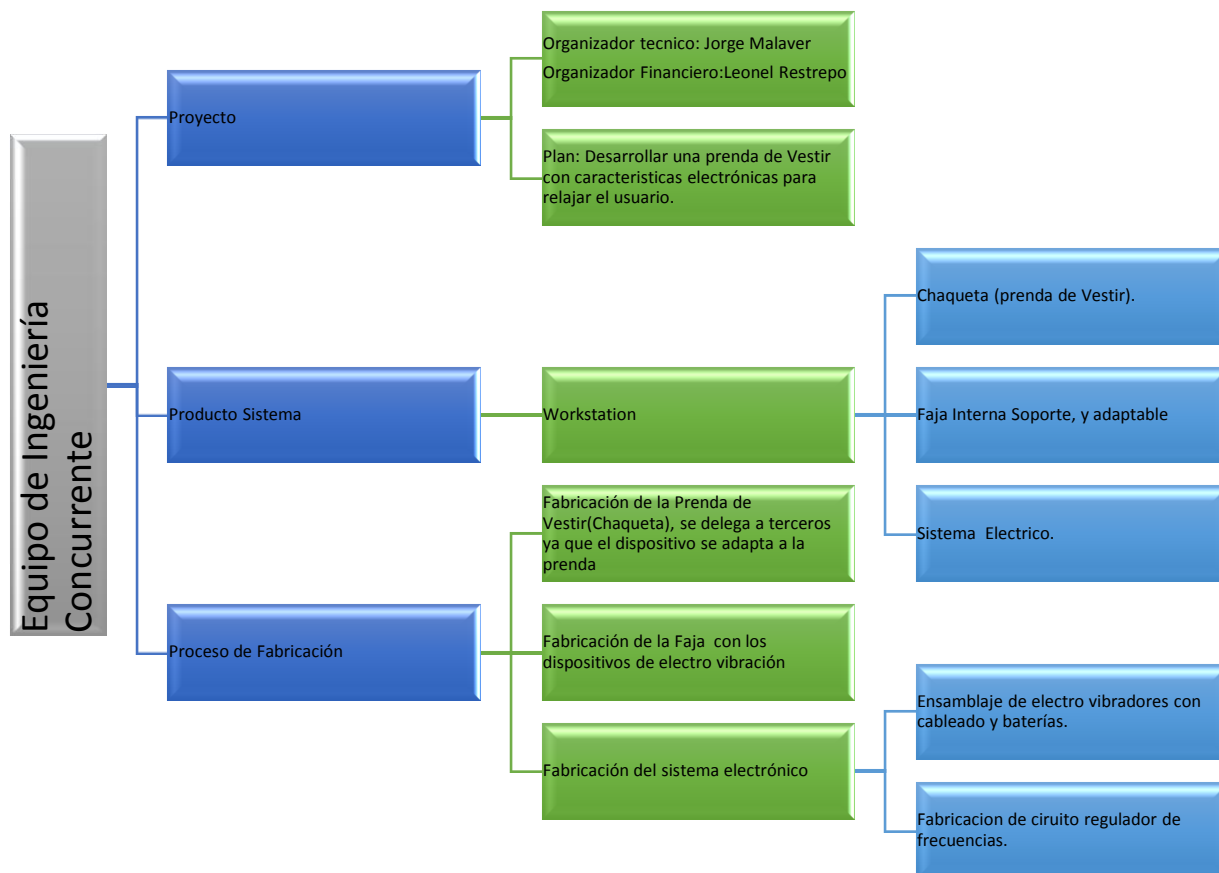 Equipo de Ingeniería
Concurrente
Proyecto
Organizador tecnico: Jorge Malaver
Organizador Financiero:Leonel Restrepo
Plan: Desarrollar una prenda de Vestir
con caracteristicas electrónicas para
relajar el usuario.
Producto Sistema
Workstation
Chaqueta (prenda de Vestir).
Faja Interna Soporte, y adaptable
Sistema Electrico.
Proceso de Fabricación
Fabricación de la Prenda de
Vestir(Chaqueta), se delega a terceros
ya que el dispositivo se adapta a la
prenda
Fabricación de la Faja con los
dispositivos de electro vibración
Fabricación del sistema electrónico
Ensamblaje de electro vibradores con
cableado y baterías.
Fabricacion de ciruito regulador de
frecuencias.